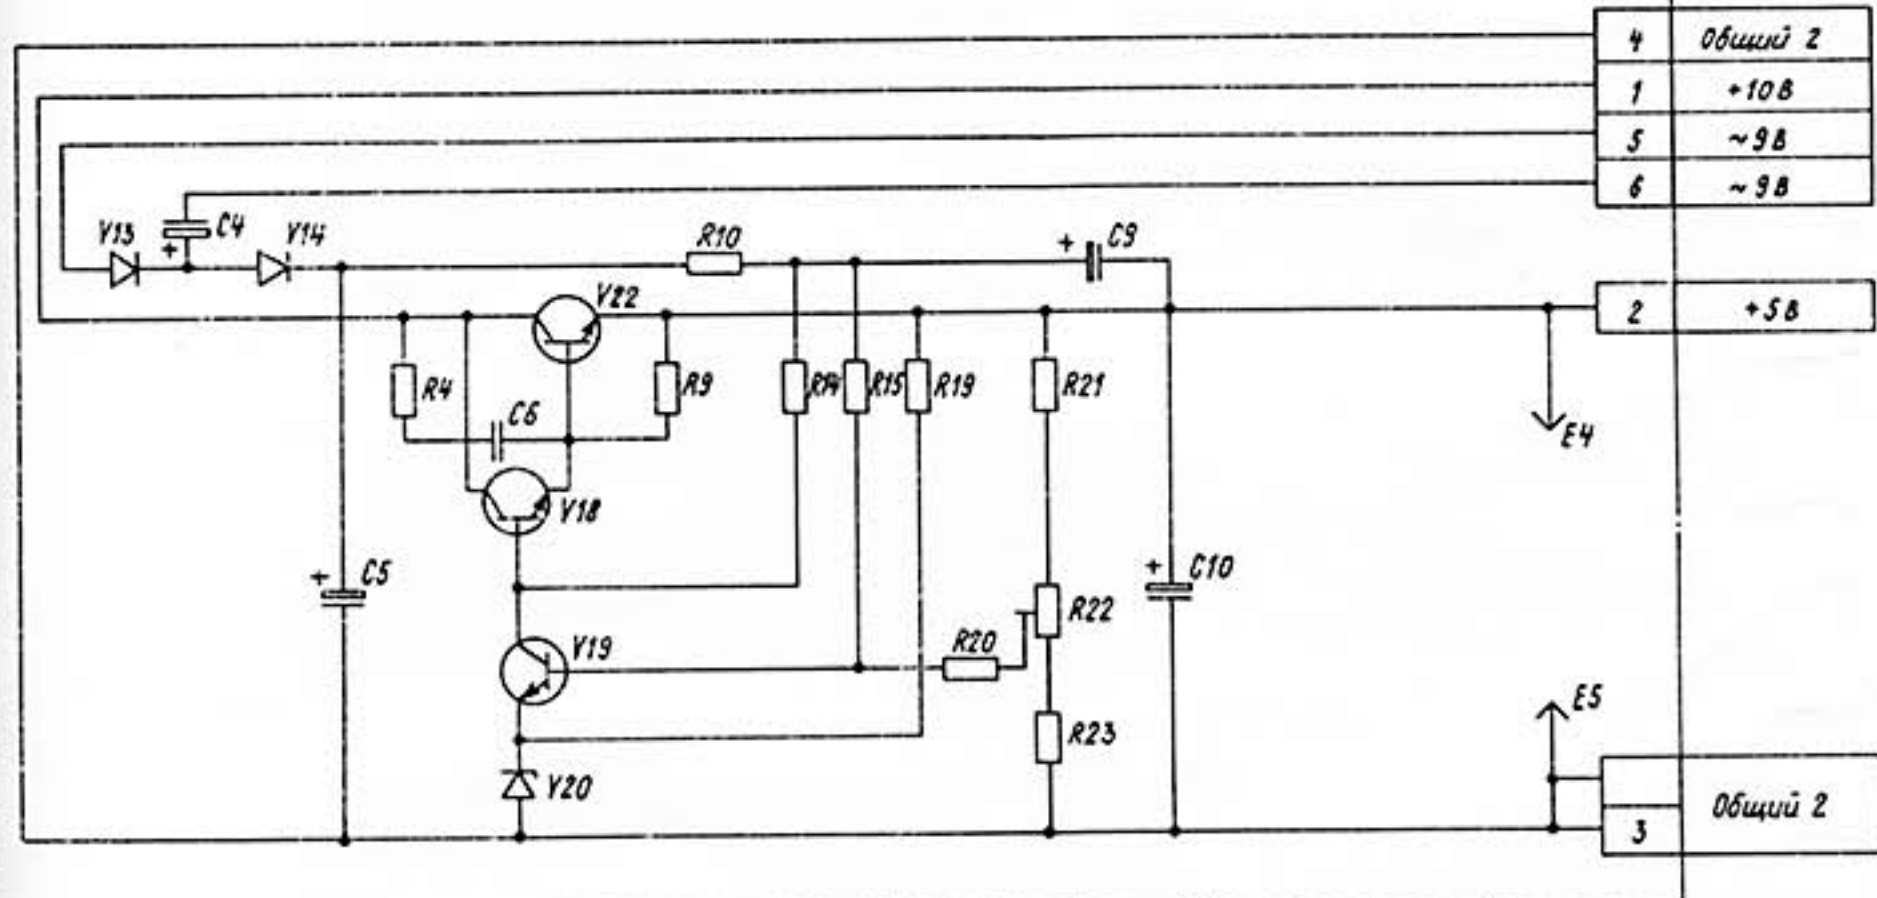 4 Общий 2
1 +10 В
5 ~9 В
6 ~9 В
V13 C4 V14 R10 + C9
+
V22
2 +5 В
R4 R9 R14 R15 R19 R21
C6
E4
V18
+ C5 + C10
R22
V19 R20
E5
R23
V20
Общий 2
3